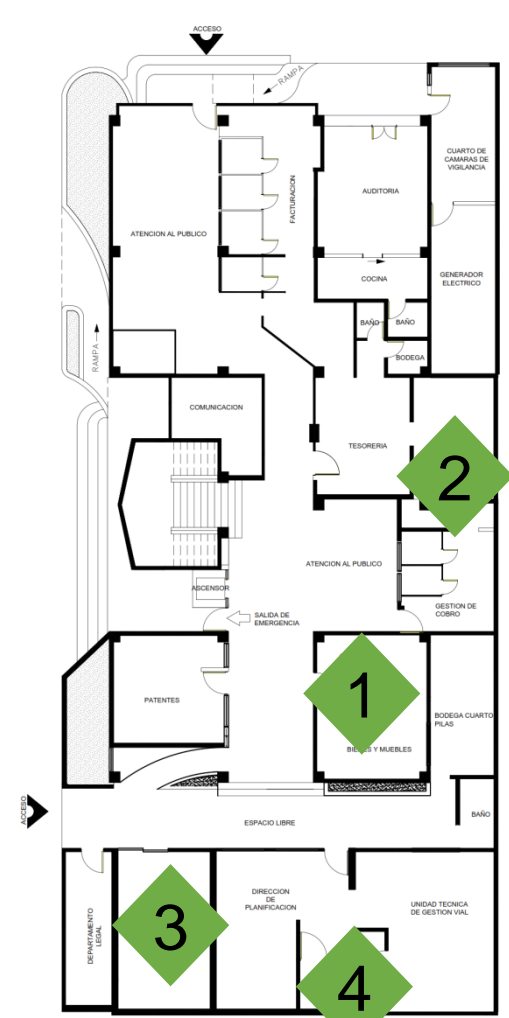 ACCESO
RAMPA
CUARTO DE
CAMARAS DE
VIGILANCIA
AUDITORIA
FACTURACION
ATENCION AL PUBLICO
COCINA
GENERADOR
ELECTRICO
BAÑO
BAÑO
RAMPA
BODEGA
COMUNICACION
TESORERIA
2
ATENCION AL PUBLICO
ASCENSOR
GESTION DE
COBRO
SALIDA DE
EMERGENCIA
1
PATENTES
BODEGA CUARTO
PILAS
Y MUEBLES
ACCESO
BAÑO
ESPACIO LIBRE
DIRECCION
DE
PLANIFICACION
UNIDAD TECNICA
DE GESTION VIAL
DEPARTAMENTO
LEGAL
3
4